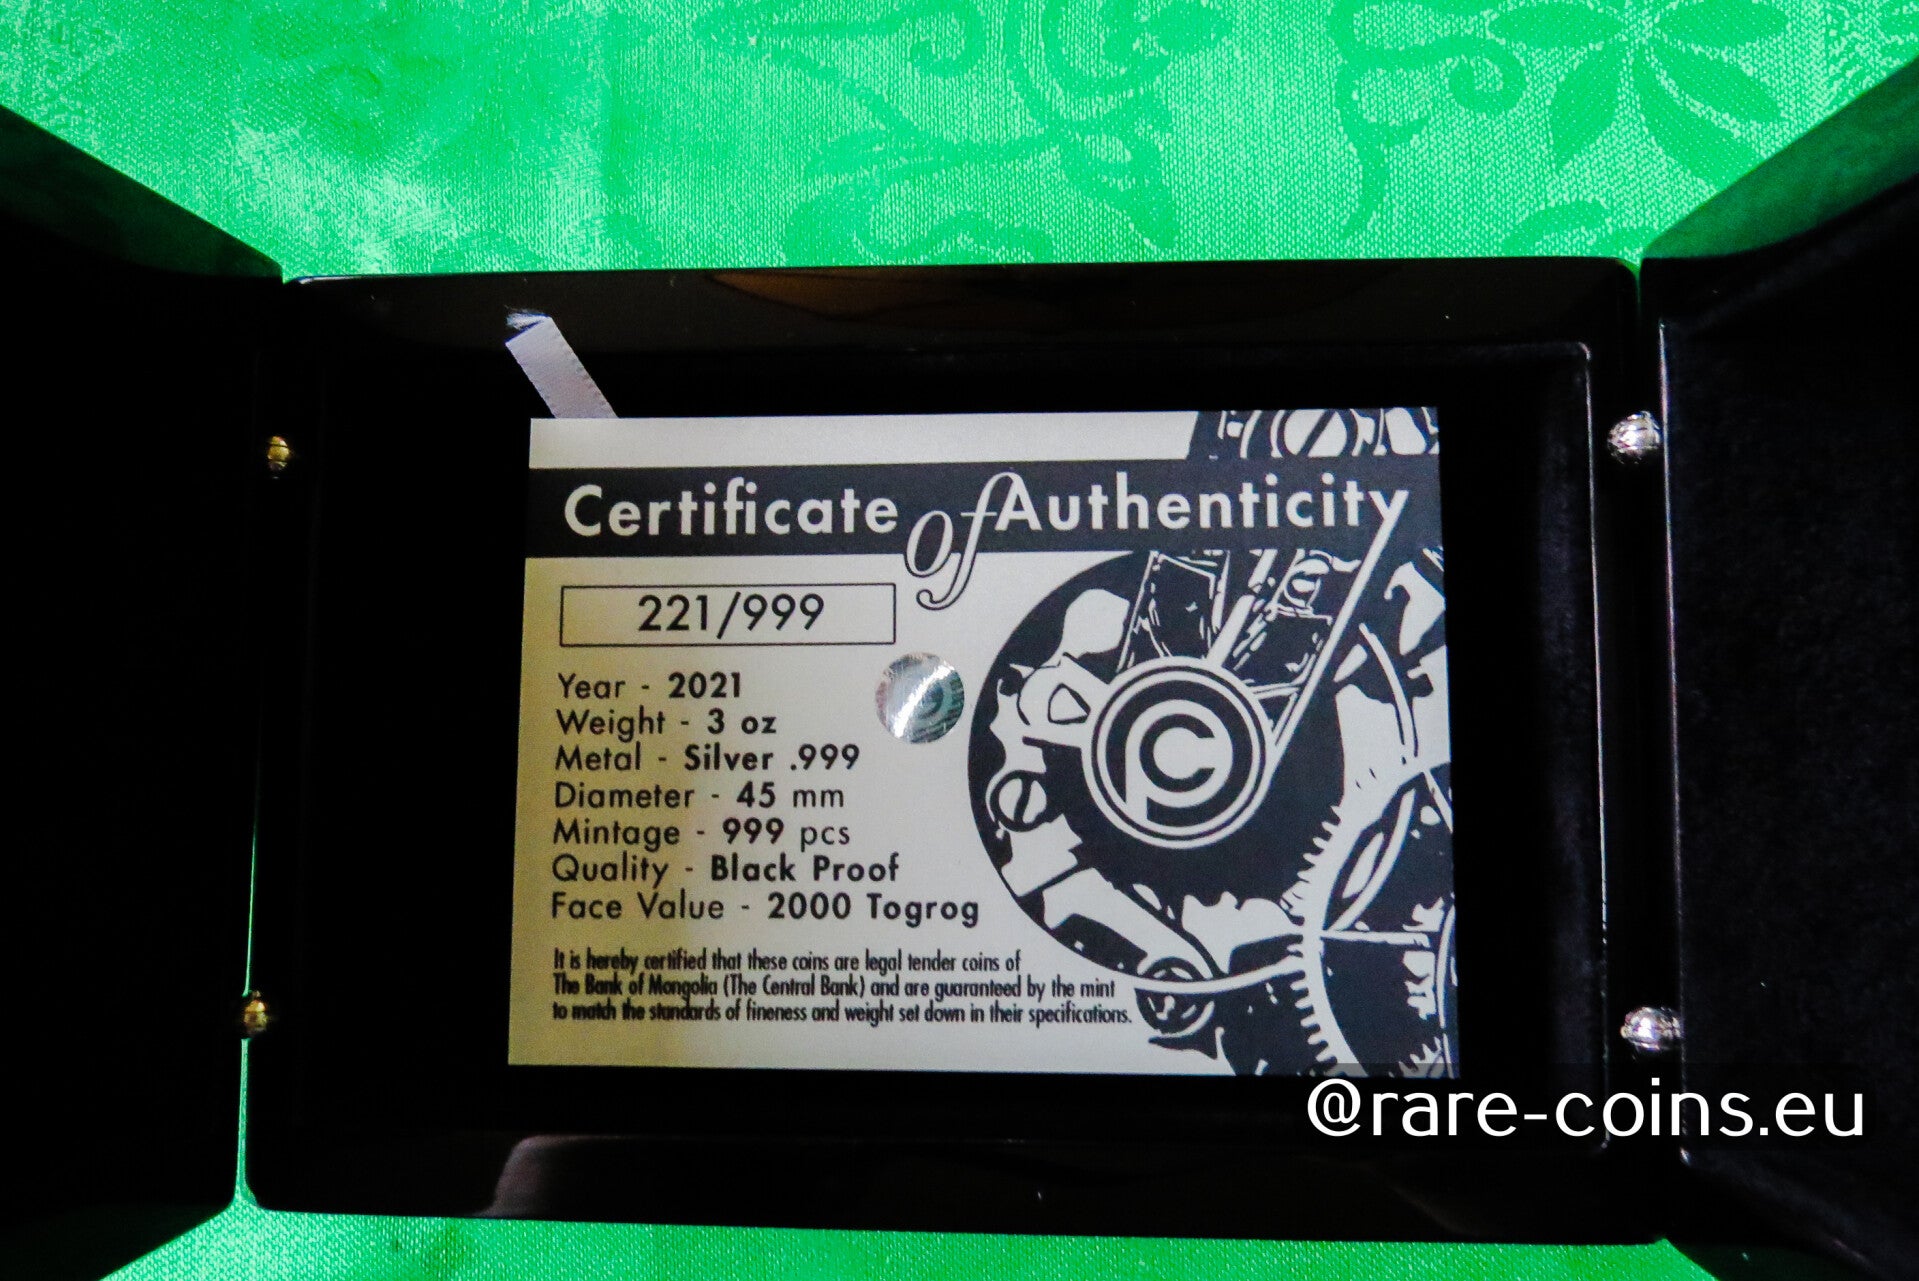 Certificate of Authenticity
221/999
Year - 2021
Weight - 3 oz
Metal - Silver .999
Diameter - 45 mm
Mintage - 999 pcs
Quality - Black Proof
Face Value - 2000 Togrog
It is hereby certified that these coins are legal tender coins of
The Bank of Mongolia (The Central Bank) and are guaranteed by the mint
to match the standards of fineness and weight set down in their specifications.
@rare-coins.eu